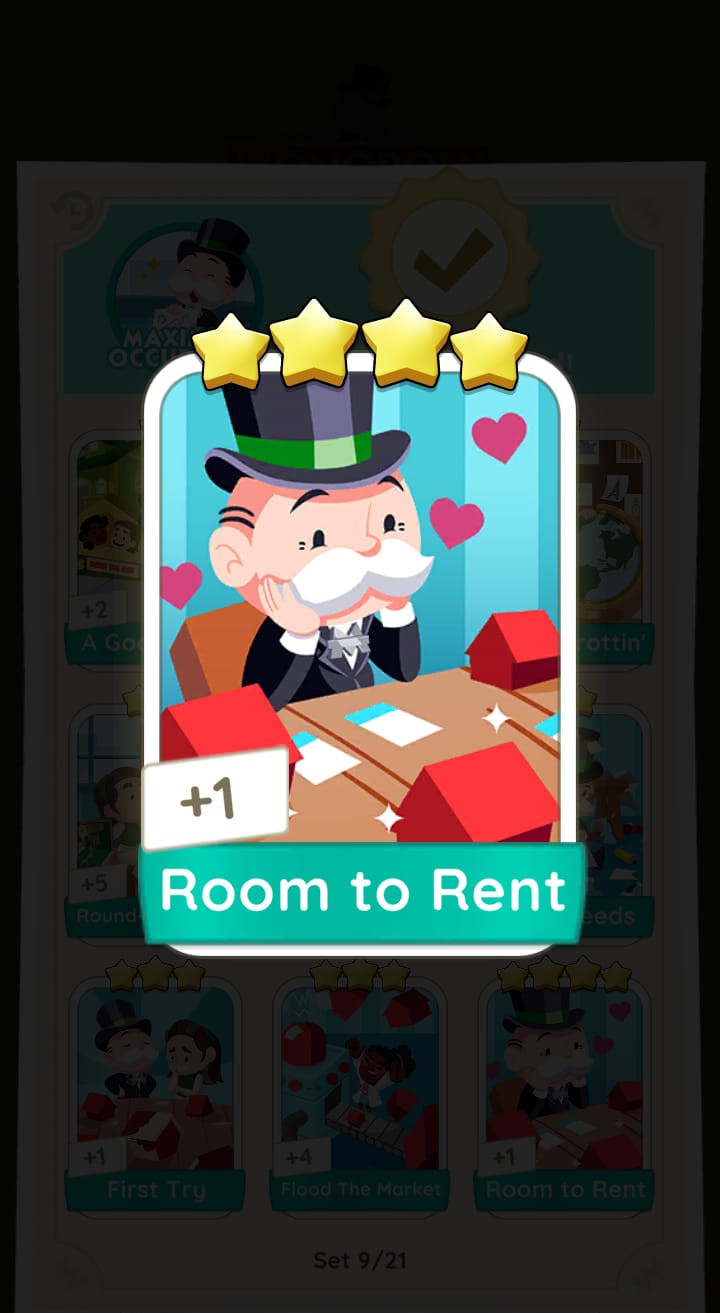 MAXI
OCCU
d!
+2
A Goo
rottin'
+1
Room to Rent
+5
Round-
eeds
+1
First Try
+4
Flood The Market
+1
Room to Rent
Set 9/21